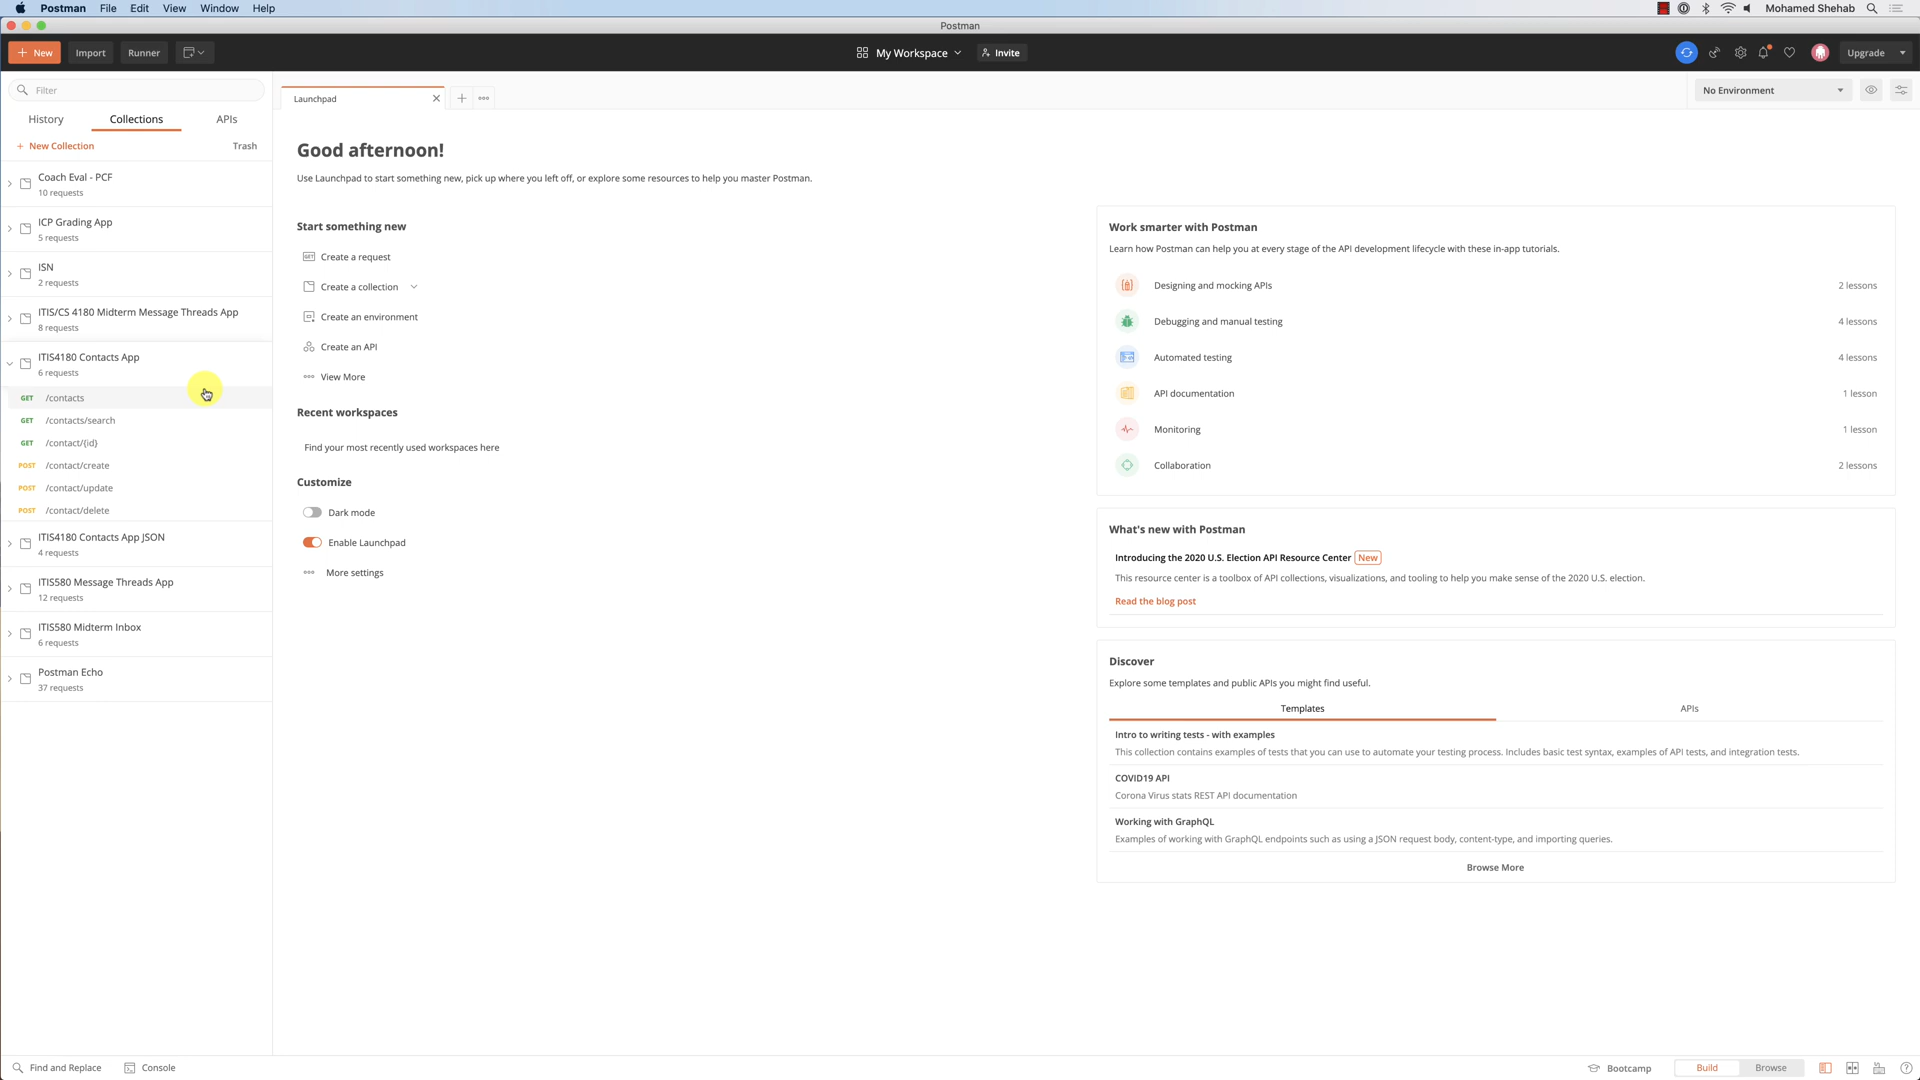 Postman File Edit View Window Help
Mohamed Shehab
Postman
New Import Runner
My Workspace
Invite
Upgrade
Filter
Launchpad
No Environment
History Collections APIs
+ New Collection Trash
Coach Eval - PCF
10 requests
ICP Grading App
5 requests
ISN
2 requests
ITIS/CS 4180 Midterm Message Threads App
8 requests
ITIS4180 Contacts App
6 requests
GET /contacts
GET /contacts/search
GET /contact/{id}
POST /contact/create
POST /contact/update
POST /contact/delete
ITIS4180 Contacts App JSON
4 requests
ITIS580 Message Threads App
12 requests
ITIS580 Midterm Inbox
6 requests
Postman Echo
37 requests
Good afternoon!
Use Launchpad to start something new, pick up where you left off, or explore some resources to help you master Postman.
Start something new
GET Create a request
Create a collection
Create an environment
Create an API
View More
Recent workspaces
Find your most recently used workspaces here
Customize
Dark mode
Enable Launchpad
More settings
Work smarter with Postman
Learn how Postman can help you at every stage of the API development lifecycle with these in-app tutorials.
Designing and mocking APIs 2 lessons
Debugging and manual testing 4 lessons
Automated testing 4 lessons
API documentation 1 lesson
Monitoring 1 lesson
Collaboration 2 lessons
What's new with Postman
Introducing the 2020 U.S. Election API Resource Center New
This resource center is a toolbox of API collections, visualizations, and tooling to help you make sense of the 2020 U.S. election.
Read the blog post
Discover
Explore some templates and public APIs you might find useful.
Templates APIs
Intro to writing tests - with examples
This collection contains examples of tests that you can use to automate your testing process. Includes basic test syntax, examples of API tests, and integration tests.
COVID19 API
Corona Virus stats REST API documentation
Working with GraphQL
Examples of working with GraphQL endpoints such as using a JSON request body, content-type, and importing queries.
Browse More
Find and Replace Console
Bootcamp Build Browse